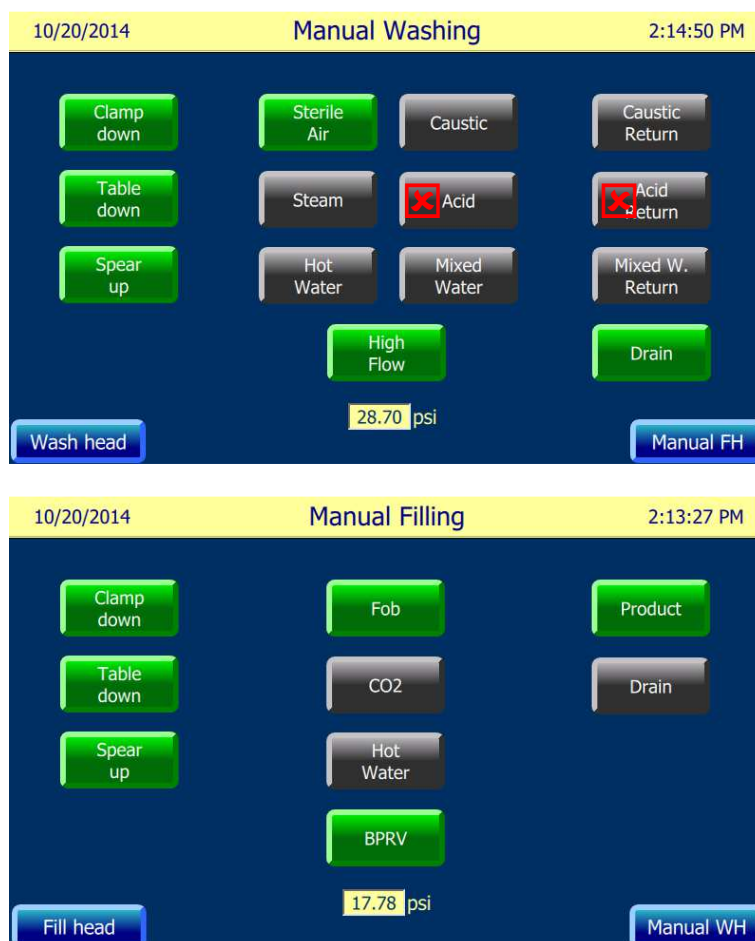 10/20/2014 Manual Washing 2:14:50 PM
Clamp down
Sterile Air
Caustic
Caustic Return
Table down
Steam
Acid
Acid Return
Spear up
Hot Water
Mixed Water
Mixed W. Return
High Flow
Drain
28.70 psi
Wash head
Manual FH
10/20/2014 Manual Filling 2:13:27 PM
Clamp down
Fob
Product
Table down
CO2
Drain
Spear up
Hot Water
BPRV
17.78 psi
Fill head
Manual WH